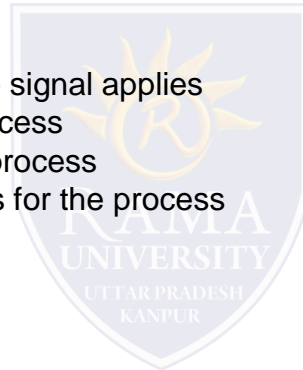 signal applies
cess
process
s for the process
R
RAMA
UNIVERSITY
UTTAR PRADESH
KANPUR